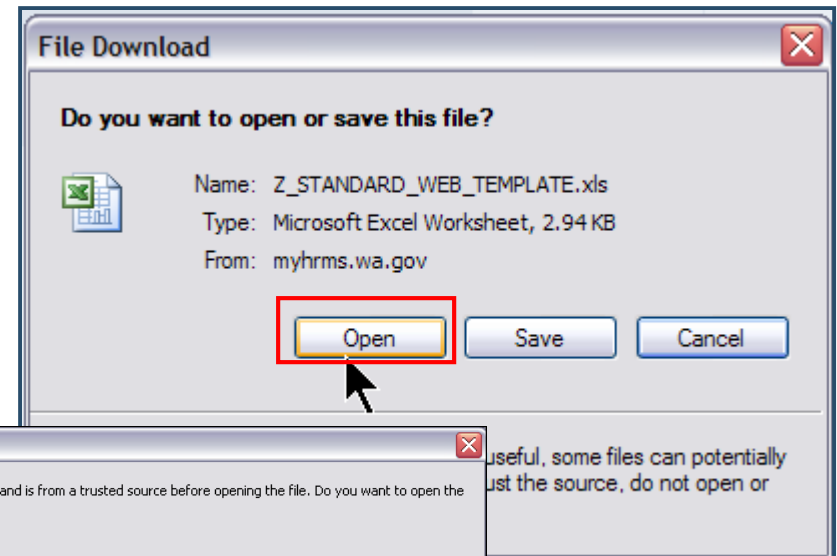 File Download
Do you want to open or save this file?
Name: Z_STANDARD_WEB_TEMPLATE.xls
Type: Microsoft Excel Worksheet, 2.94 KB
From: myhrms.wa.gov
Open Save Cancel
useful, some files can potentially
ust the source, do not open or
and is from a trusted source before opening the file. Do you want to open the